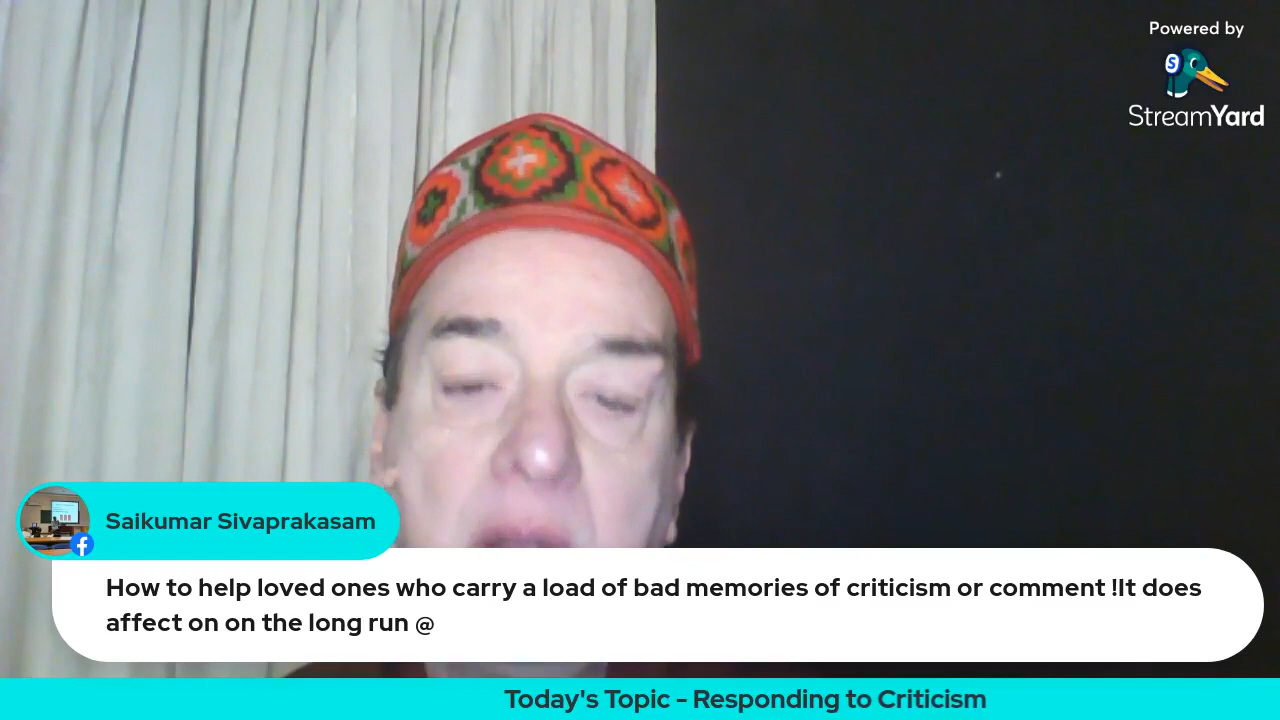 Powered by
StreamYard
Saikumar Sivaprakasam
How to help loved ones who carry a load of bad memories of criticism or comment !It does
affect on on the long run @
Today's Topic - Responding to Criticism